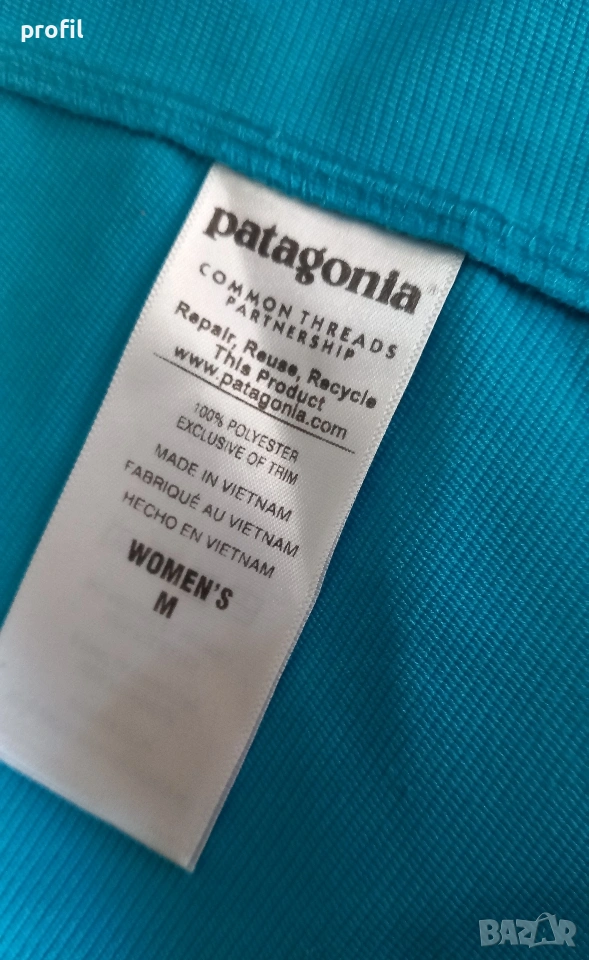 profil
patagonia®
COMMON THREADS
PARTNERSHIP
Repair, Reuse, Recycle
This Product
www.patagonia.com
100% POLYESTER
EXCLUSIVE OF TRIM
MADE IN VIETNAM
FABRIQUÉ AU VIETNAM
HECHO EN VIETNAM
WOMEN'S
M
BAZAR